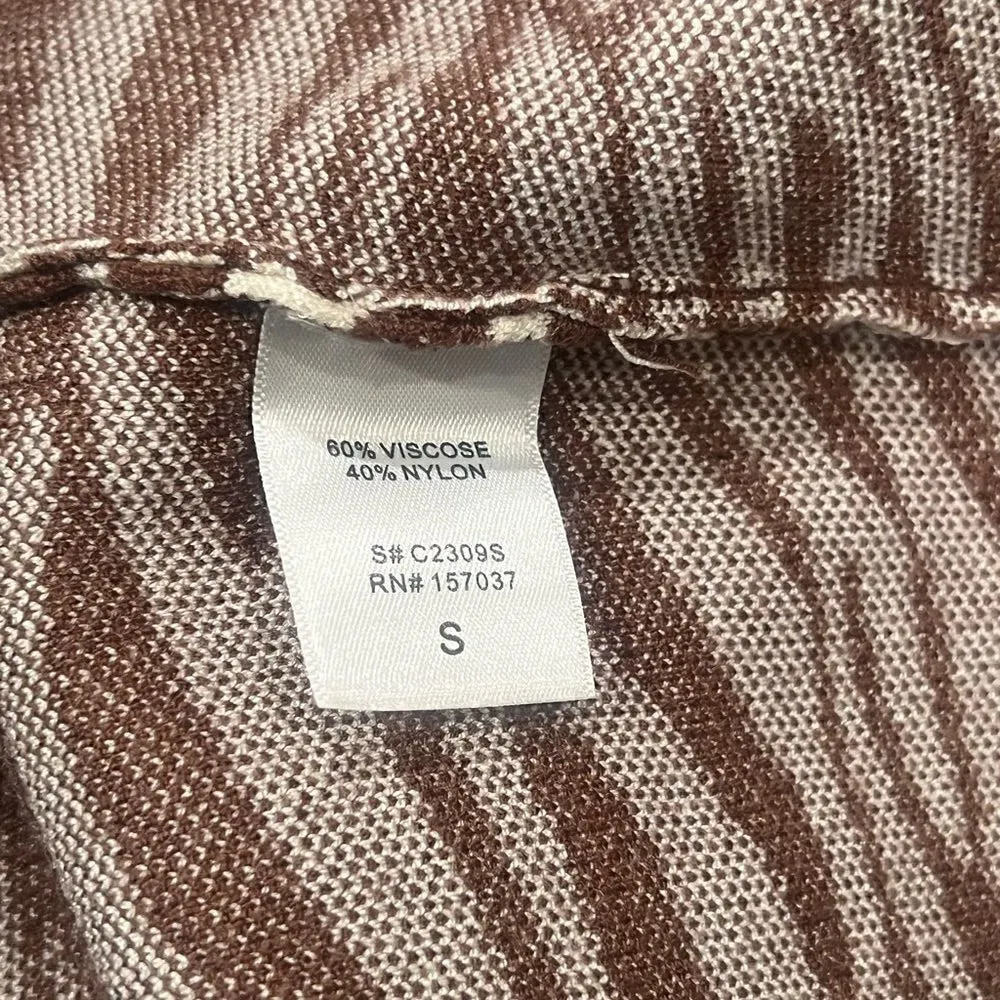 60% VISCOSE
40% NYLON
S# C2309S
RN# 157037
S